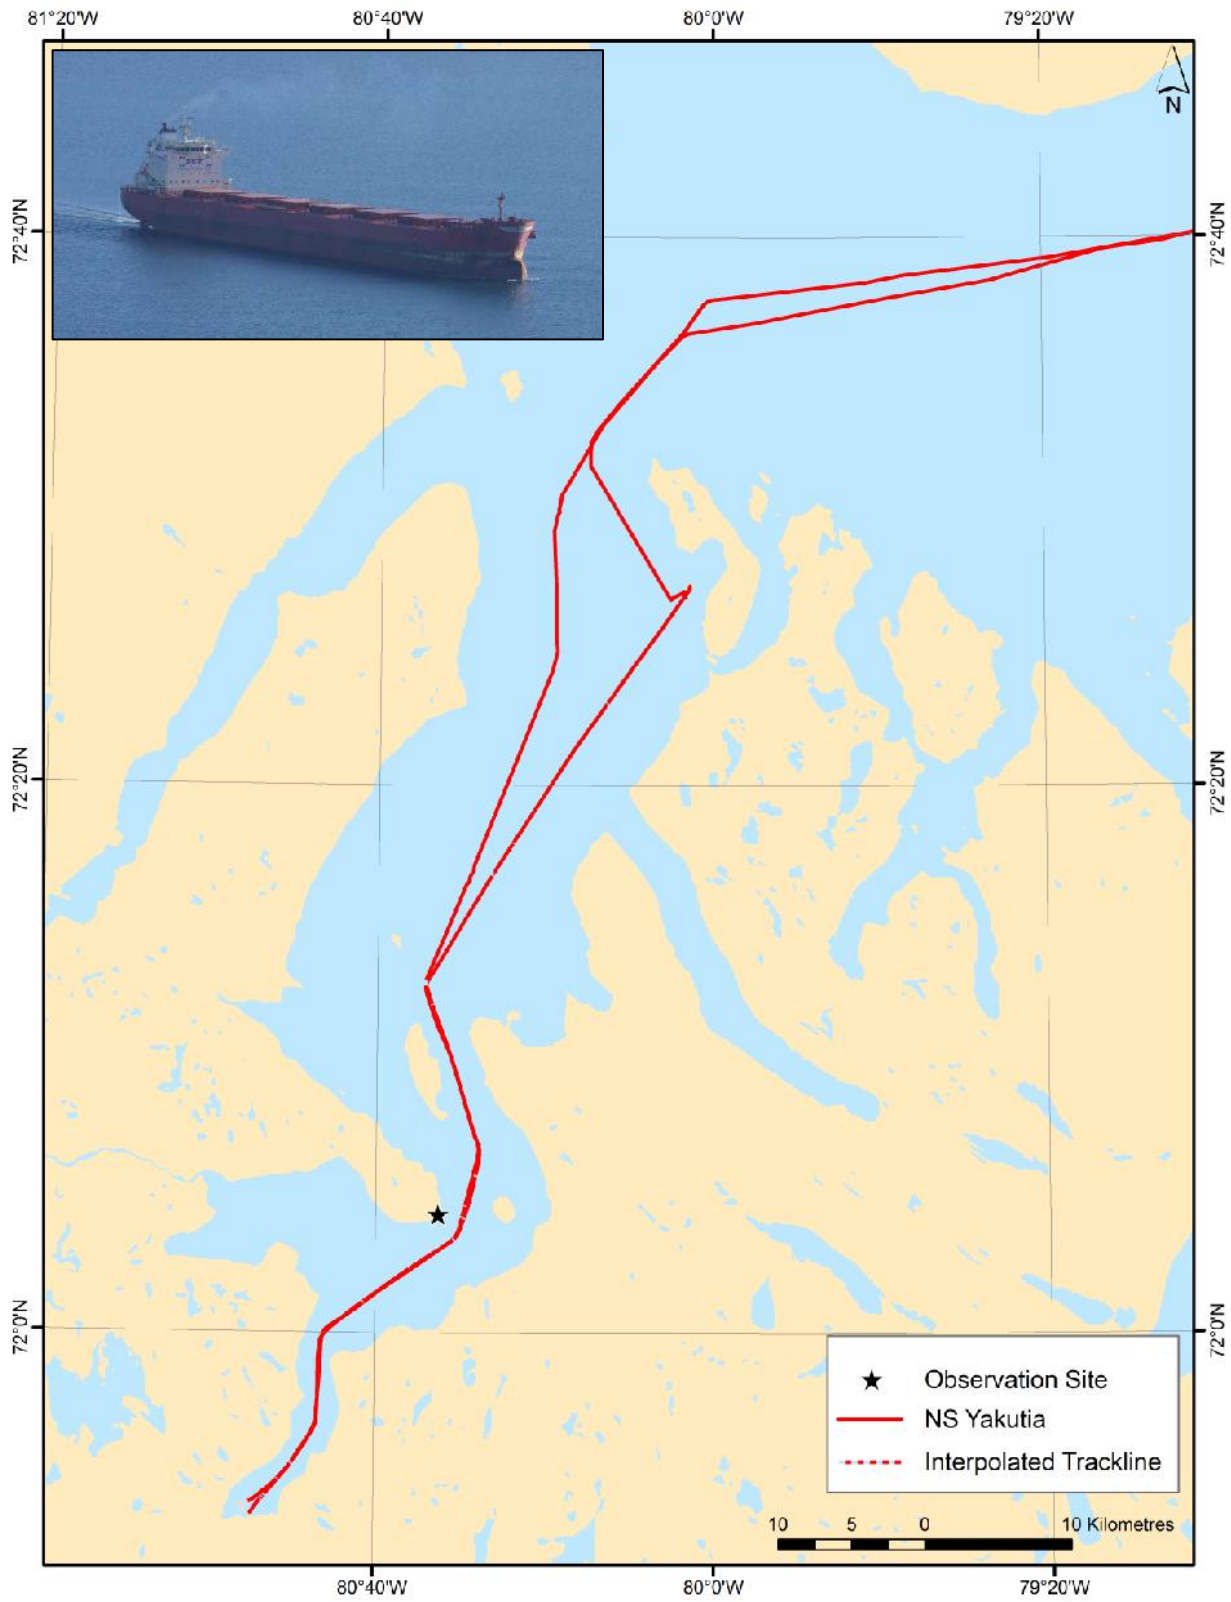 81°20'W 80°40'W 80°0'W 79°20'W
N
72°40'N 72°40'N
72°20'N 72°20'N
72°0'N 72°0'N
Observation Site
NS Yakutia
Interpolated Trackline
10 5 0 10 Kilometres
80°40'W 80°0'W 79°20'W